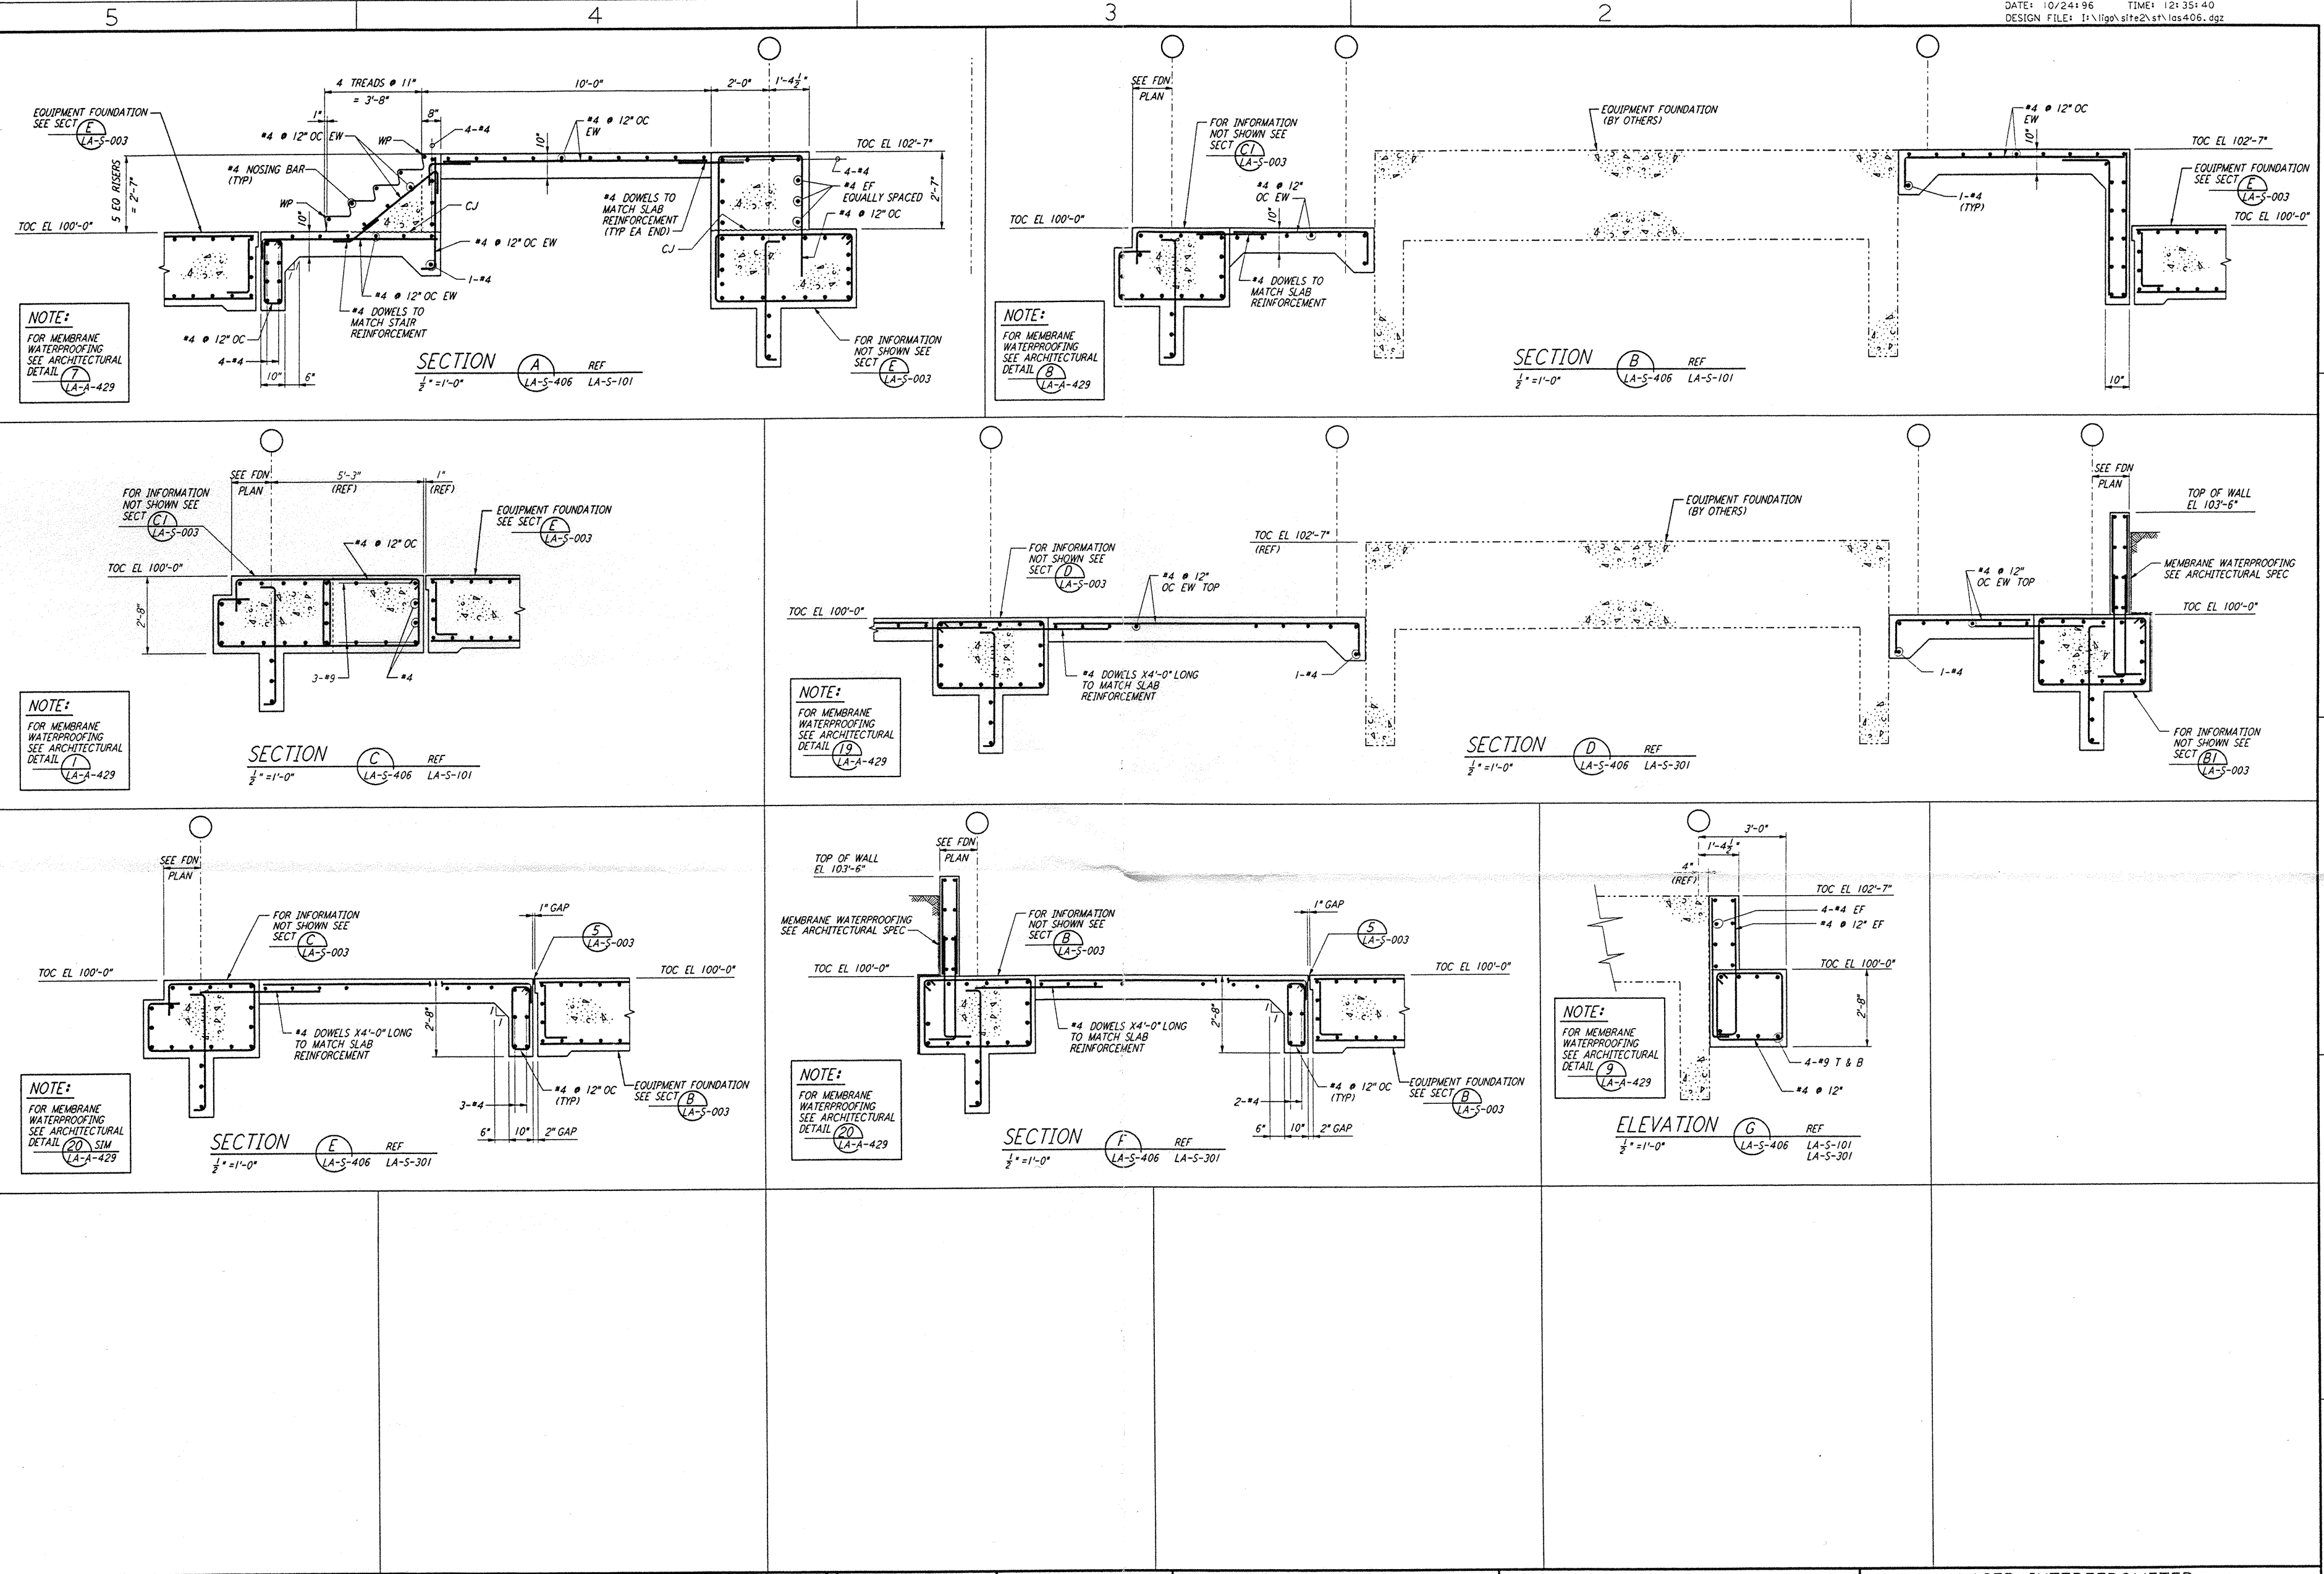 5
4
3
2
DATE: 10/24:96 TIME: 12:35:40
DESIGN FILE: I:\ligo\site2\st\las406.dgz
4 TREADS @ 11"
= 3'-8"
10'-0"
2'-0"
1'-4½"
EQUIPMENT FOUNDATION
SEE SECT E
LA-S-003
1"
8"
#4 @ 12" OC EW
WP
WP
4-#4
#4 @ 12" OC
EW
10"
TOC EL 102'-7"
5 EQ RISERS
= 2'-7"
#4 NOSING BAR
(TYP)
4-#4
#4 EF
EQUALLY SPACED
#4 @ 12" OC
2'-7"
#4 DOWELS TO
MATCH SLAB
REINFORCEMENT
(TYP EA END)
CJ
CJ
TOC EL 100'-0"
10"
#4 @ 12" OC EW
1-#4
#4 @ 12" OC EW
#4 DOWELS TO
MATCH STAIR
REINFORCEMENT
#4 @ 12" OC
4-#4
10"
6"
FOR INFORMATION
NOT SHOWN SEE
SECT E
LA-S-003
NOTE:
FOR MEMBRANE
WATERPROOFING
SEE ARCHITECTURAL
DETAIL 7
LA-A-429
SECTION A REF
½" =1'-0" LA-S-406 LA-S-101
SEE FDN
PLAN
FOR INFORMATION
NOT SHOWN SEE
SECT C1
LA-S-003
EQUIPMENT FOUNDATION
(BY OTHERS)
#4 @ 12" OC
EW
10"
TOC EL 102'-7"
EQUIPMENT FOUNDATION
SEE SECT E
LA-S-003
#4 @ 12"
OC EW
10"
1-#4
(TYP)
TOC EL 100'-0"
TOC EL 100'-0"
#4 DOWELS TO
MATCH SLAB
REINFORCEMENT
10"
NOTE:
FOR MEMBRANE
WATERPROOFING
SEE ARCHITECTURAL
DETAIL 8
LA-A-429
SECTION B REF
½" =1'-0" LA-S-406 LA-S-101
SEE FDN
PLAN
5'-3"
(REF)
1"
(REF)
FOR INFORMATION
NOT SHOWN SEE
SECT C1
LA-S-003
EQUIPMENT FOUNDATION
SEE SECT E
LA-S-003
#4 @ 12" OC
TOC EL 100'-0"
2'-8"
3-#9
#4
NOTE:
FOR MEMBRANE
WATERPROOFING
SEE ARCHITECTURAL
DETAIL 1
LA-A-429
SECTION C REF
½" =1'-0" LA-S-406 LA-S-101
SEE FDN
PLAN
TOP OF WALL
EL 103'-6"
EQUIPMENT FOUNDATION
(BY OTHERS)
TOC EL 102'-7"
(REF)
FOR INFORMATION
NOT SHOWN SEE
SECT D
LA-S-003
#4 @ 12"
OC EW TOP
#4 @ 12"
OC EW TOP
MEMBRANE WATERPROOFING
SEE ARCHITECTURAL SPEC
TOC EL 100'-0"
TOC EL 100'-0"
#4 DOWELS X4'-0" LONG
TO MATCH SLAB
REINFORCEMENT
1-#4
1-#4
FOR INFORMATION
NOT SHOWN SEE
SECT B1
LA-S-003
NOTE:
FOR MEMBRANE
WATERPROOFING
SEE ARCHITECTURAL
DETAIL 19
LA-A-429
SECTION D REF
½" =1'-0" LA-S-406 LA-S-301
SEE FDN
PLAN
FOR INFORMATION
NOT SHOWN SEE
SECT C
LA-S-003
1" GAP
5
LA-S-003
TOC EL 100'-0"
TOC EL 100'-0"
2'-8"
1
1
#4 DOWELS X4'-0" LONG
TO MATCH SLAB
REINFORCEMENT
#4 @ 12" OC
(TYP)
3-#4
EQUIPMENT FOUNDATION
SEE SECT B
LA-S-003
6"
10"
2" GAP
NOTE:
FOR MEMBRANE
WATERPROOFING
SEE ARCHITECTURAL
DETAIL 20 SIM
LA-A-429
SECTION E REF
½" =1'-0" LA-S-406 LA-S-301
SEE FDN
PLAN
TOP OF WALL
EL 103'-6"
MEMBRANE WATERPROOFING
SEE ARCHITECTURAL SPEC
FOR INFORMATION
NOT SHOWN SEE
SECT B
LA-S-003
1" GAP
5
LA-S-003
TOC EL 100'-0"
TOC EL 100'-0"
2'-8"
1
1
#4 DOWELS X4'-0" LONG
TO MATCH SLAB
REINFORCEMENT
#4 @ 12" OC
(TYP)
2-#4
EQUIPMENT FOUNDATION
SEE SECT B
LA-S-003
6"
10"
2" GAP
NOTE:
FOR MEMBRANE
WATERPROOFING
SEE ARCHITECTURAL
DETAIL 20
LA-A-429
SECTION F REF
½" =1'-0" LA-S-406 LA-S-301
3'-0"
1'-4½"
4"
(REF)
TOC EL 102'-7"
4-#4 EF
#4 @ 12" EF
TOC EL 100'-0"
2'-8"
4-#9 T & B
#4 @ 12"
NOTE:
FOR MEMBRANE
WATERPROOFING
SEE ARCHITECTURAL
DETAIL 9
LA-A-429
ELEVATION G REF
½" =1'-0" LA-S-406 LA-S-101
LA-S-301